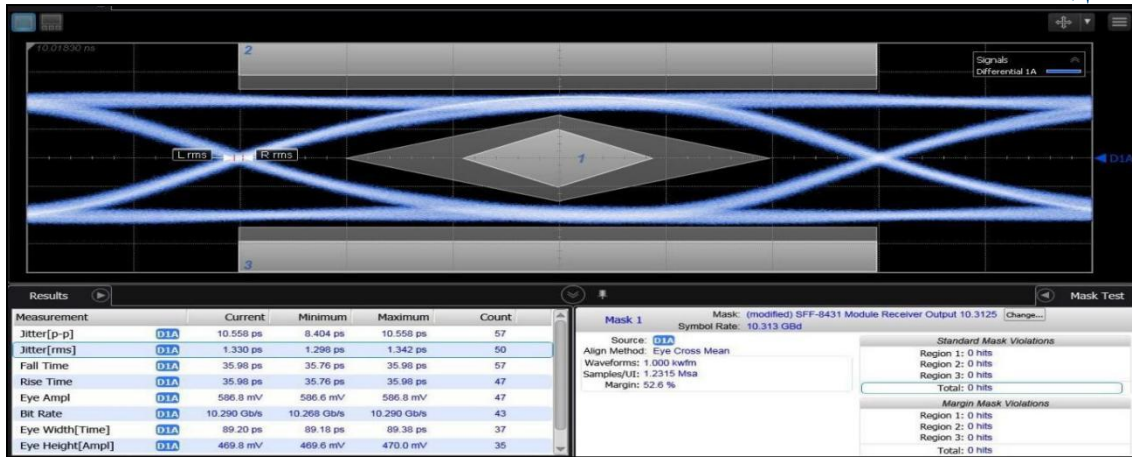 10.01830 ns
2
Signals
Differential 1A
L rms
R rms
1
D1A
3
Results
Mask Test
Measurement Current Minimum Maximum Count
Jitter[p-p] D1A 10.558 ps 8.404 ps 10.558 ps 57
Jitter[rms] D1A 1.330 ps 1.298 ps 1.342 ps 50
Fall Time D1A 35.98 ps 35.76 ps 35.98 ps 57
Rise Time D1A 35.98 ps 35.76 ps 35.98 ps 47
Eye Ampl D1A 586.8 mV 586.6 mV 586.8 mV 47
Bit Rate D1A 10.290 Gb/s 10.268 Gb/s 10.290 Gb/s 43
Eye Width[Time] D1A 89.20 ps 89.18 ps 89.38 ps 37
Eye Height[Ampl] D1A 469.8 mV 469.6 mV 470.0 mV 35
Mask 1
Mask: (modified) SFF-8431 Module Receiver Output 10.3125 Change...
Symbol Rate: 10.313 GBd
Source: D1A
Align Method: Eye Cross Mean
Waveforms: 1.000 kwfm
Samples/UI: 1.2315 Msa
Margin: 52.6 %
Standard Mask Violations
Region 1: 0 hits
Region 2: 0 hits
Region 3: 0 hits
Total: 0 hits
Margin Mask Violations
Region 1: 0 hits
Region 2: 0 hits
Region 3: 0 hits
Total: 0 hits